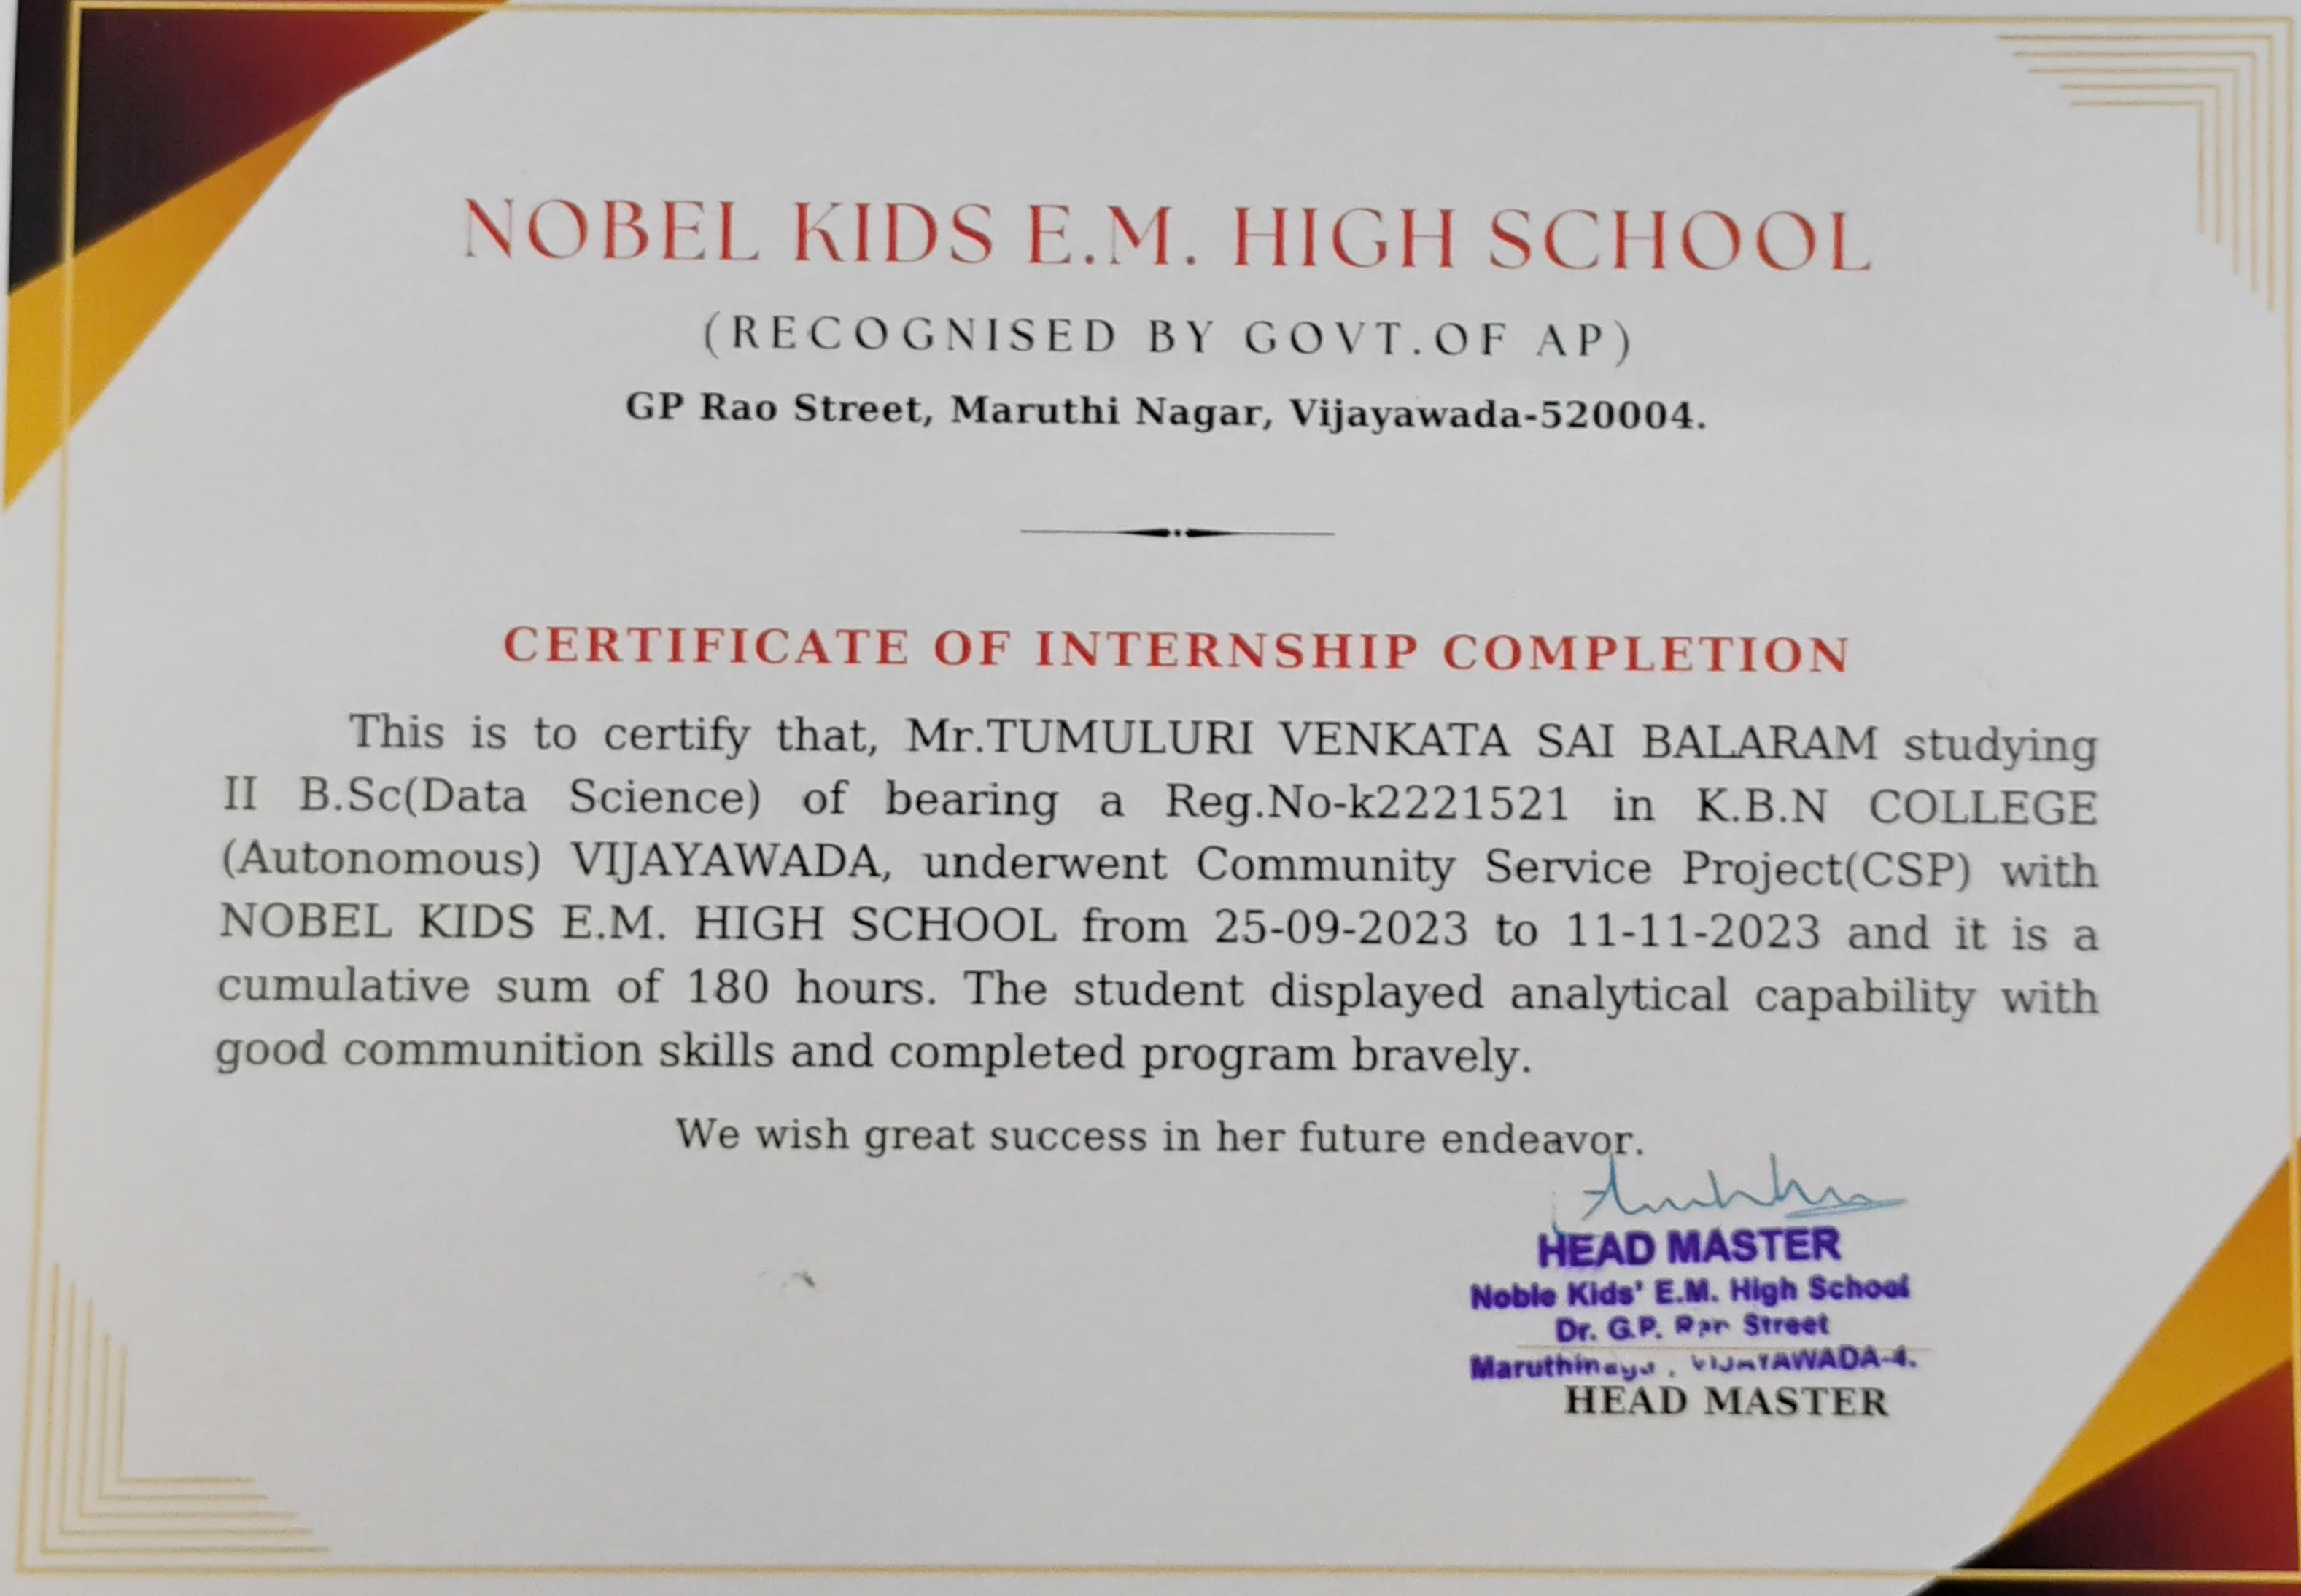 NOBEL KIDS E.M. HIGH SCHOOL
(RECOGNISED BY GOVT.OF AP)
GP Rao Street, Maruthi Nagar, Vijayawada-520004.
CERTIFICATE OF INTERNSHIP COMPLETION
This is to certify that, Mr.TUMULURI VENKATA SAI BALARAM studying
II B.Sc(Data Science) of bearing a Reg.No-k2221521 in K.B.N COLLEGE
(Autonomous) VIJAYAWADA, underwent Community Service Project(CSP) with
NOBEL KIDS E.M. HIGH SCHOOL from 25-09-2023 to 11-11-2023 and it is a
cumulative sum of 180 hours. The student displayed analytical capability with
good communition skills and completed program bravely.
We wish great success in her future endeavor.
HEAD MASTER
Noble Kids' E.M. High School
Dr. G.P. Street
VIJAYAWADA-4.
HEAD MASTER